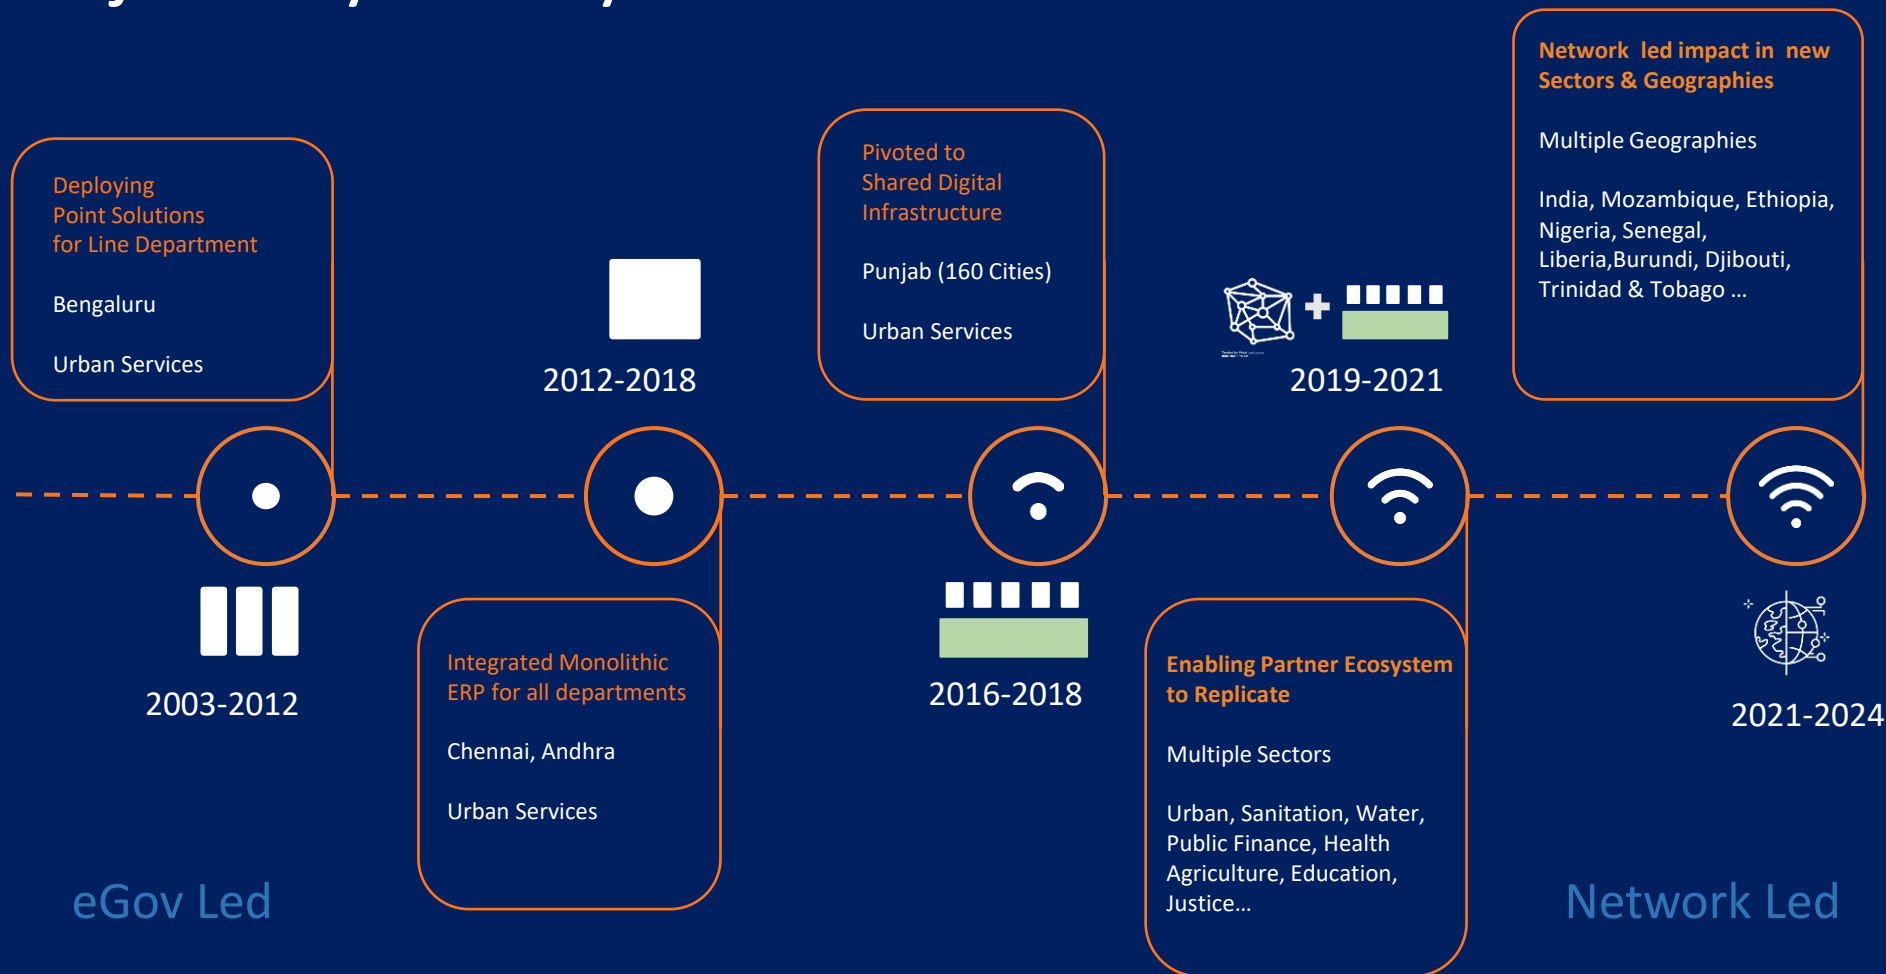 Deploying
Point Solutions
for Line Department
Bengaluru
Urban Services
2003-2012
2012-2018
Integrated Monolithic
ERP for all departments
Chennai, Andhra
Urban Services
Pivoted to
Shared Digital
Infrastructure
Punjab (160 Cities)
Urban Services
2016-2018
2019-2021
Enabling Partner Ecosystem
to Replicate
Multiple Sectors
Urban, Sanitation, Water,
Public Finance, Health
Agriculture, Education,
Justice...
Network led impact in new
Sectors & Geographies
Multiple Geographies
India, Mozambique, Ethiopia,
Nigeria, Senegal,
Liberia,Burundi, Djibouti,
Trinidad & Tobago ...
2021-2024
eGov Led
Network Led